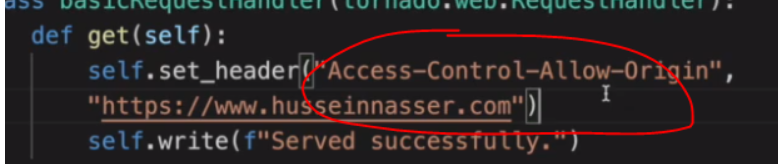 class basicRequestHandler(tornado.web.RequestHandler):
def get(self):
self.set_header("Access-Control-Allow-Origin",
"https://www.husseinnasser.com")
self.write(f"Served successfully.")